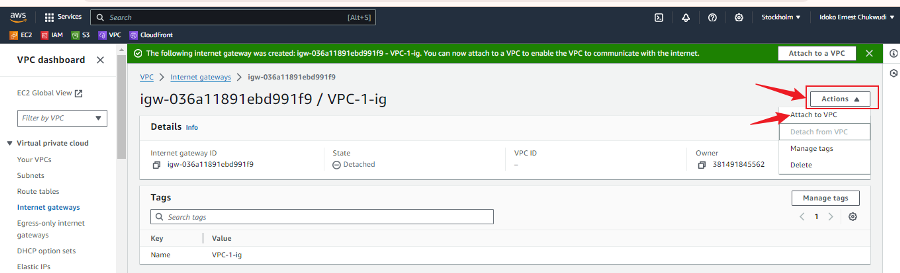 aws Services Search [Alt+S] Stockholm Idoko Ernest Chukwudi
EC2 IAM S3 VPC CloudFront
VPC dashboard
EC2 Global View
Filter by VPC
Virtual private cloud
Your VPCs
Subnets
Route tables
Internet gateways
Egress-only internet
gateways
DHCP option sets
Elastic IPs
The following internet gateway was created: igw-036a11891ebd991f9 - VPC-1-ig. You can now attach to a VPC to enable the VPC to communicate with the internet. Attach to a VPC
VPC Internet gateways igw-036a11891ebd991f9
igw-036a11891ebd991f9 / VPC-1-ig
Actions
Attach to VPC
Detach from VPC
Manage tags
Delete
Details Info
Internet gateway ID State VPC ID Owner
igw-036a11891ebd991f9 Detached – 381491845562
Tags Manage tags
Search tags 1
Key Value
Name VPC-1-ig